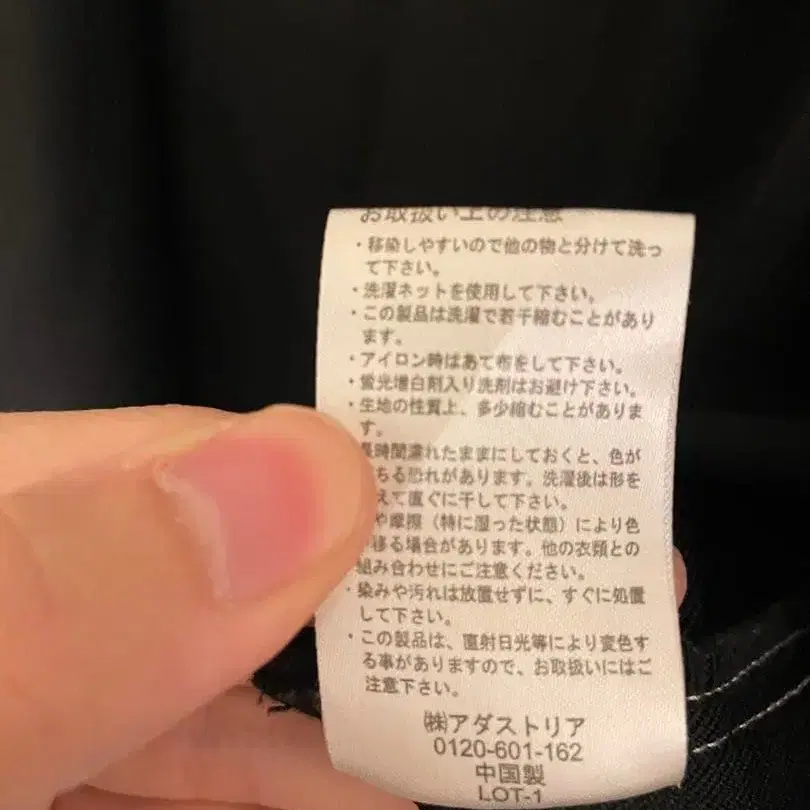 お取扱い上の注意
・移染しやすいので他の物と分けて洗っ
て下さい。
・洗濯ネットを使用して下さい。
・この製品は洗濯で若干縮むことがあり
ます。
・アイロン時はあて布をして下さい。
・蛍光増白剤入り洗剤はお避け下さい。
・生地の性質上、多少縮むことがありま
す。
長時間濡れたままにしておくと、色が
ちる恐れがあります。洗濯後は形を
えて直ぐに干して下さい。
や摩擦（特に湿った状態）により色
移る場合があります。他の衣類との
組み合わせにご注意ください。
・染みや汚れは放置せずに、すぐに処置
して下さい。
・この製品は、直射日光等により変色す
る事がありますので、お取扱いにはご
注意下さい。
㈱アダストリア
0120-601-162
中国製
LOT-1